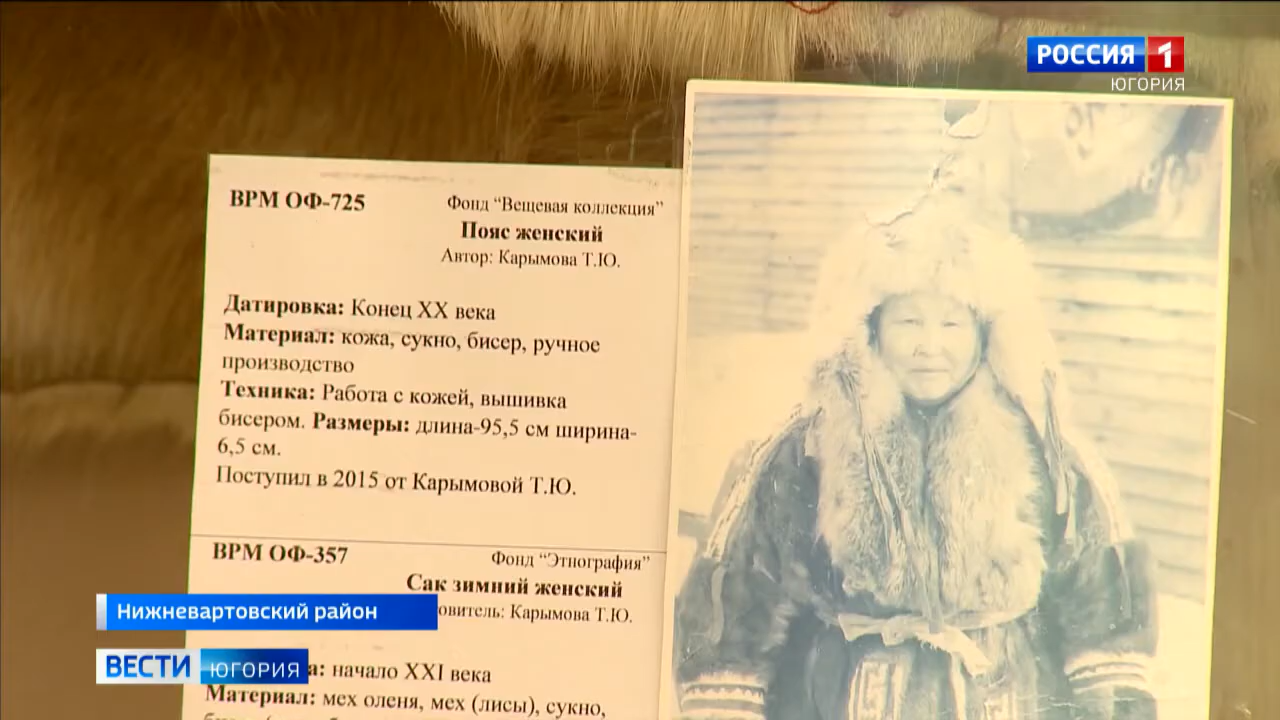 РОССИЯ 1
ЮГОРИЯ
ВРМ ОФ-725
Фонд “Вещевая коллекция”
Пояс женский
Автор: Карымова Т.Ю.
Датировка: Конец XX века
Материал: кожа, сукно, бисер, ручное
производство
Техника: Работа с кожей, вышивка
бисером. Размеры: длина-95,5 см ширина-
6,5 см.
Поступил в 2015 от Карымовой Т.Ю.
ВРМ ОФ-357
Фонд “Этнография”
Сак зимний женский
Карымова Т.Ю.
Нижневартовский район
начало XXI века
ВЕСТИ ЮГОРИЯ
Материал: мех оленя, мех (лисы), сукно,